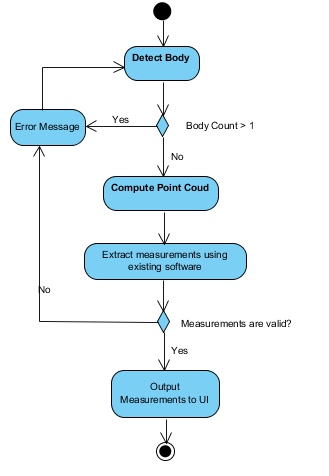 Detect Body
Error Message
Yes
Body Count > 1
No
Compute Point Coud
Extract measurements using
existing software
No
Measurements are valid?
Yes
Output
Measurements to UI